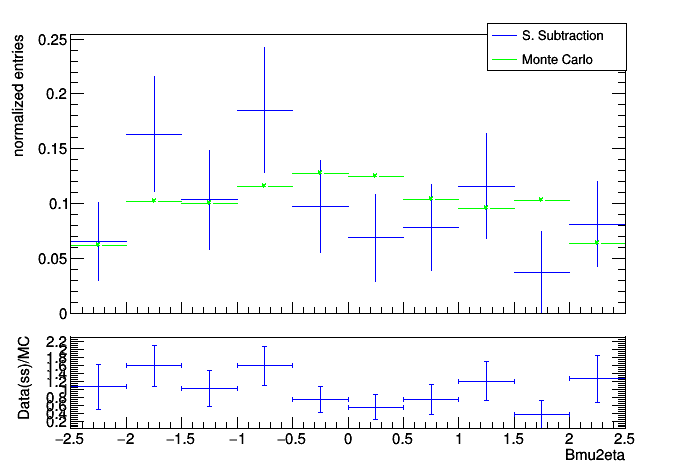 S. Subtraction
Monte Carlo
normalized entries
0.25
0.2
0.15
0.1
0.05
0
Data(ss)/MC
2.2
2
1.8
1.6
1.4
1.2
1
0.8
0.6
0.4
0.2
−2.5 −2 −1.5 −1 −0.5 0 0.5 1 1.5 2 2.5
Bmu2eta